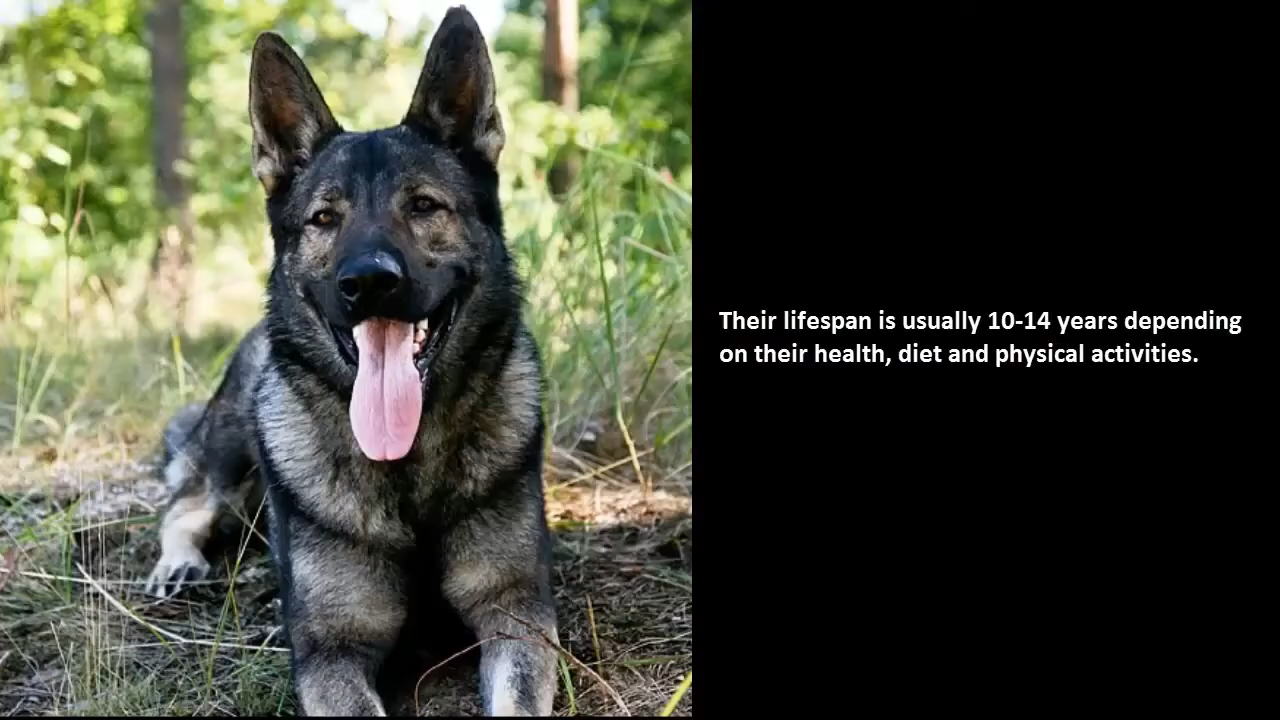 Their lifespan is usually 10-14 years depending
on their health, diet and physical activities.